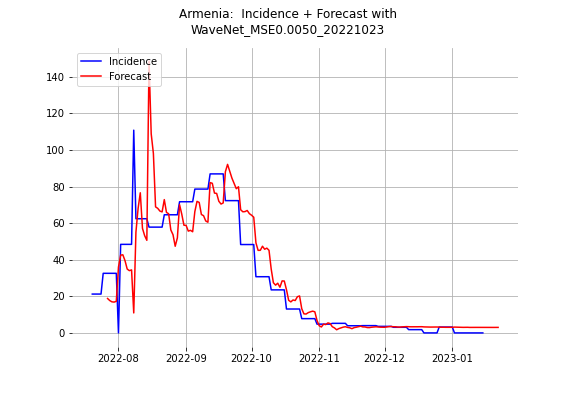 Armenia:  Incidence + Forecast with
WaveNet_MSE0.0050_20221023
Incidence
Forecast
140
120
100
80
60
40
20
0
2022-08 2022-09 2022-10 2022-11 2022-12 2023-01